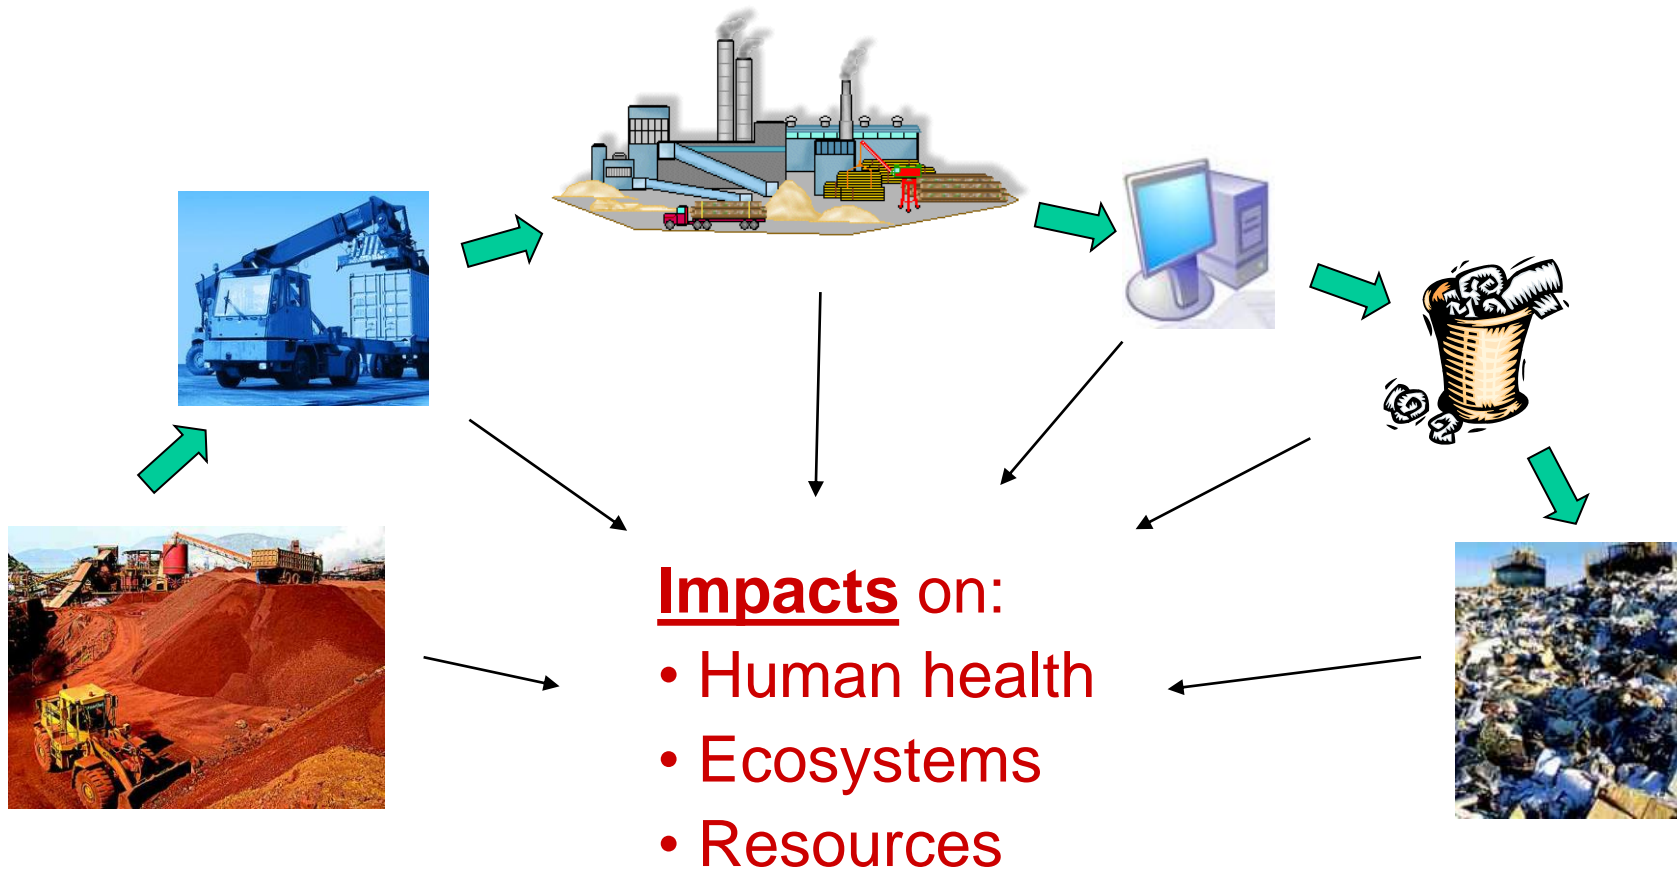 Impacts on:
• Human health
• Ecosystems
• Resources